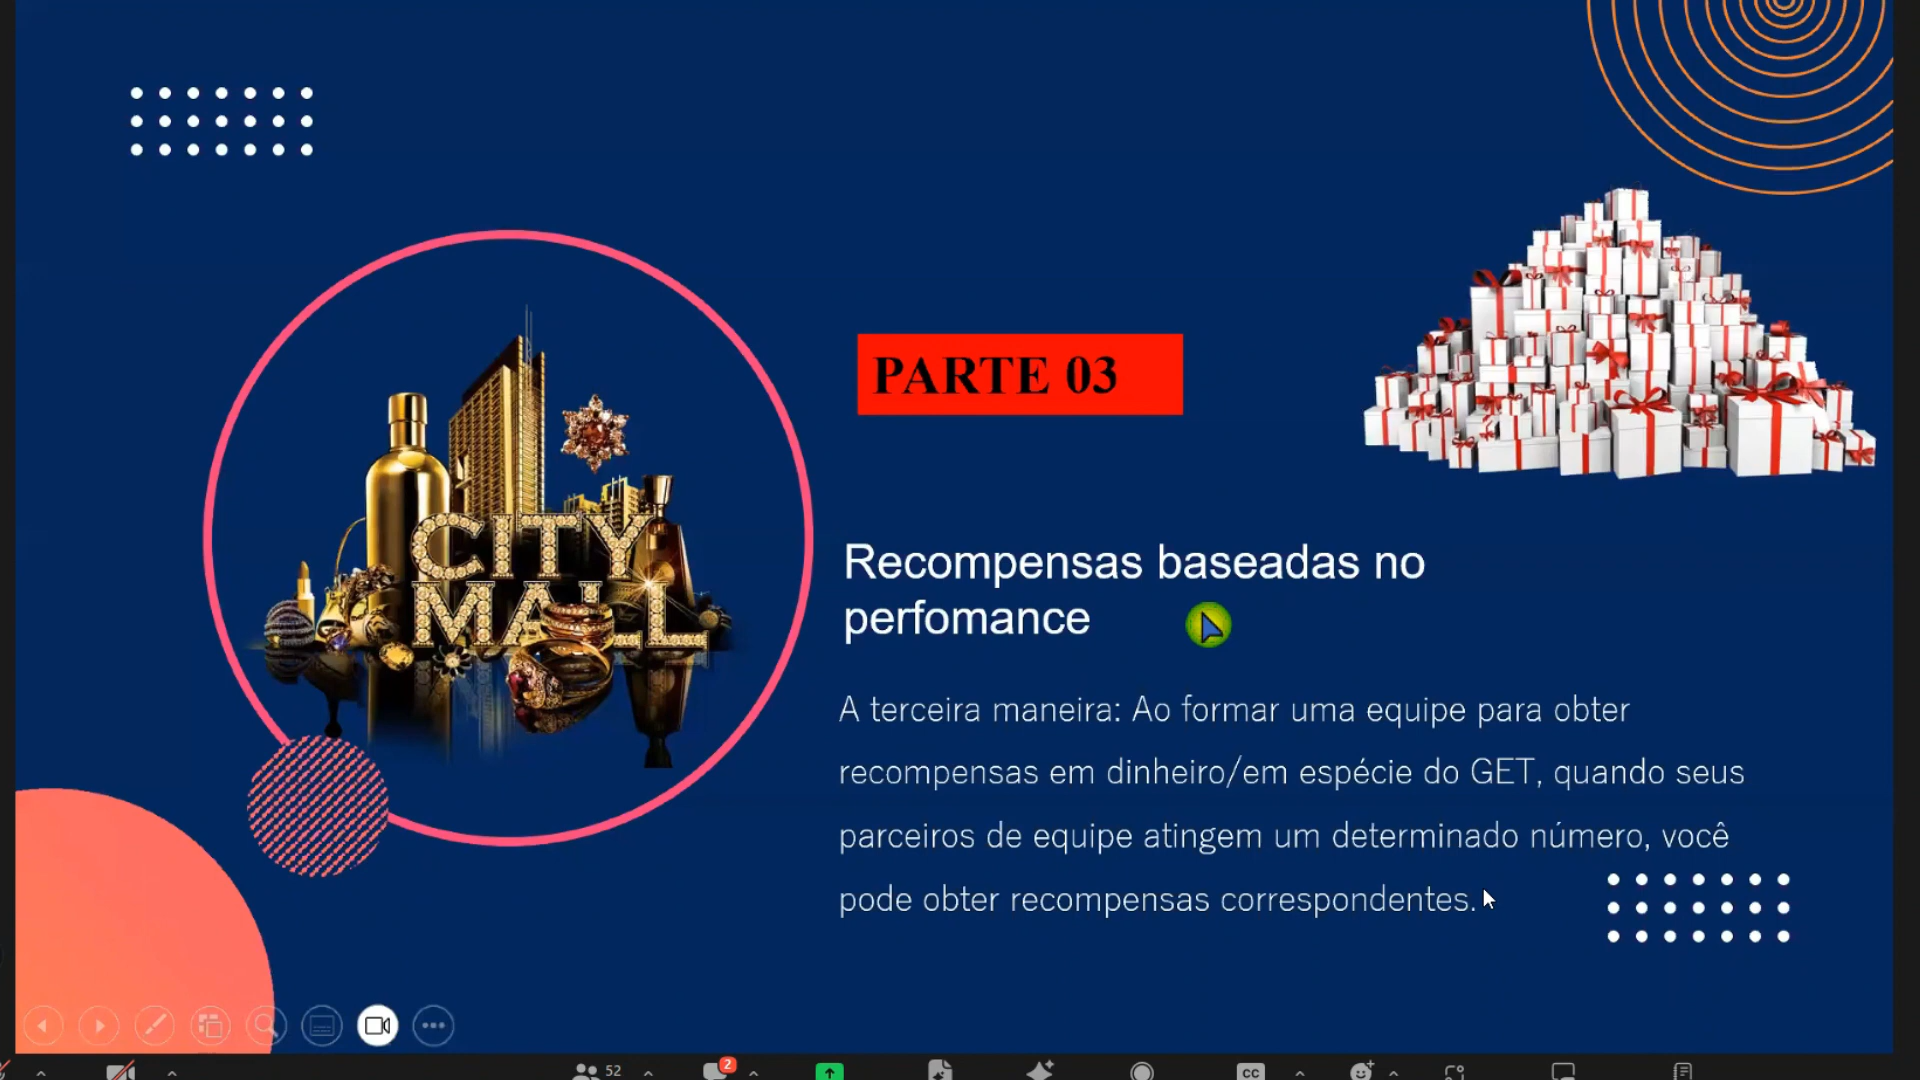 PARTE 03
CITY
MALL
Recompensas baseadas no
perfomance
A terceira maneira: Ao formar uma equipe para obter
recompensas em dinheiro/em espécie do GET, quando seus
parceiros de equipe atingem um determinado número, você
pode obter recompensas correspondentes.
52
2
CC